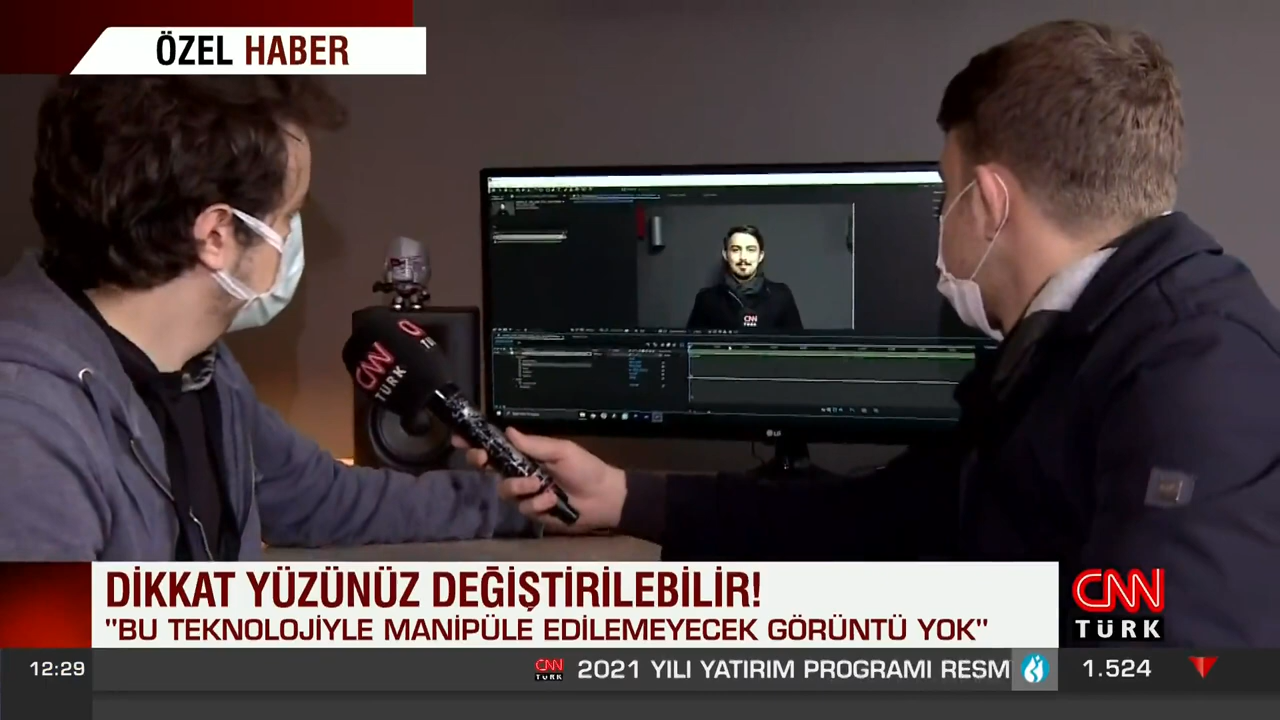 ÖZEL HABER
CNN
TÜRK
CNN
TÜRK
LG
DİKKAT YÜZÜNÜZ DEĞİŞTİRİLEBİLİR!
"BU TEKNOLOJİYLE MANİPÜLE EDİLEMEYECEK GÖRÜNTÜ YOK"
CNN
TÜRK
12:29
CNN
TÜRK
2021 YILI YATIRIM PROGRAMI RESM
1.524